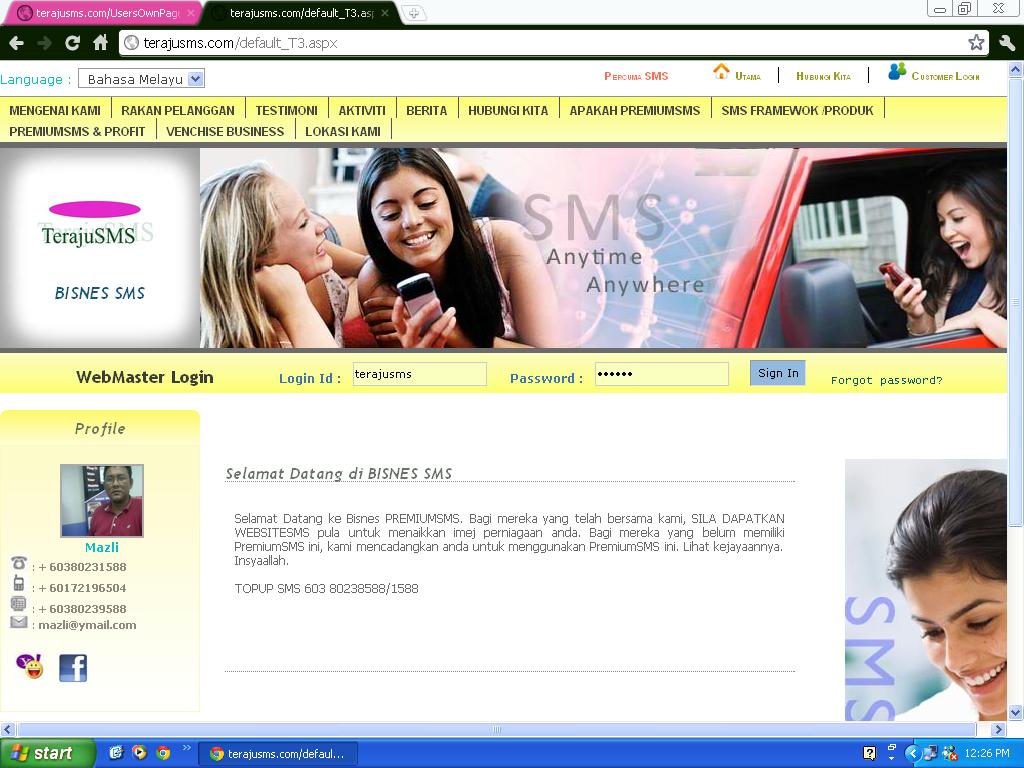 terajusms.com/UsersOwnPag
terajusms.com/default_T3.as
terajusms.com/default_T3.aspx
Language : Bahasa Melayu
Percuma SMS Utama Hubungi Kita Customer Login
MENGENAI KAMI RAKAN PELANGGAN TESTIMONI AKTIVITI BERITA HUBUNGI KITA APAKAH PREMIUMSMS SMS FRAMEWOK /PRODUK
PREMIUMSMS & PROFIT VENCHISE BUSINESS LOKASI KAMI
TerajuSMS
TerajuSMS
BISNES SMS
SMS
Anytime
Anywhere
WebMaster Login Login Id : terajusms Password : •••••• Sign In Forgot password?
Profile
Mazli
: + 60380231588
: + 60172196504
: + 60380239588
: mazli@ymail.com
Selamat Datang di BISNES SMS
Selamat Datang ke Bisnes PREMIUMSMS. Bagi mereka yang telah bersama kami, SILA DAPATKAN
WEBSITESMS pula untuk menaikkan imej perniagaan anda. Bagi mereka yang belum memiliki
PremiumSMS ini, kami mencadangkan anda untuk menggunakan PremiumSMS ini. Lihat kejayaannya.
Insyaallah.
TOPUP SMS 603 80238588/1588
SMS
start
terajusms.com/defaul...
12:26 PM